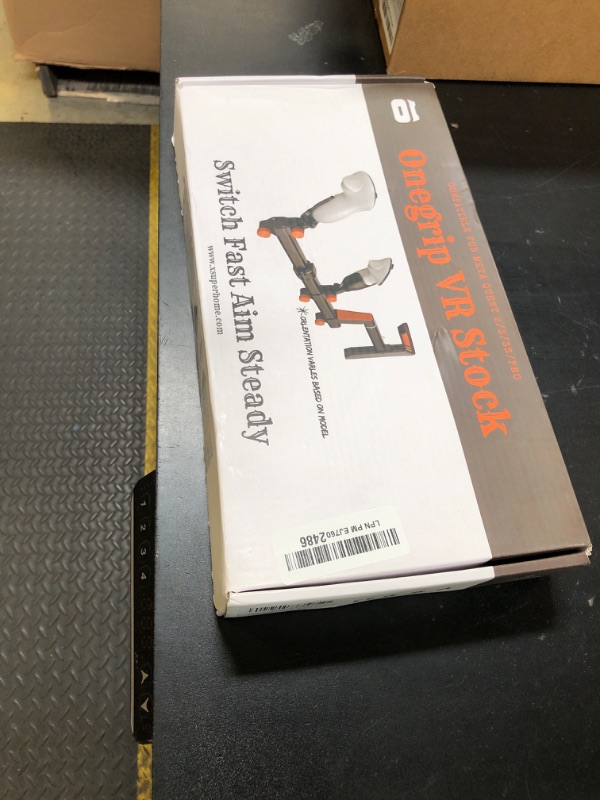 Onegrip VR Stock
COMPATIBLE FOR META QUEST 2/3/3S/PRO
✳ORIENTATION VARIES BASED ON MODEL
Switch Fast Aim Steady
www.xsuperhome.com
LPN PM EJ7602486
1
2
3
4